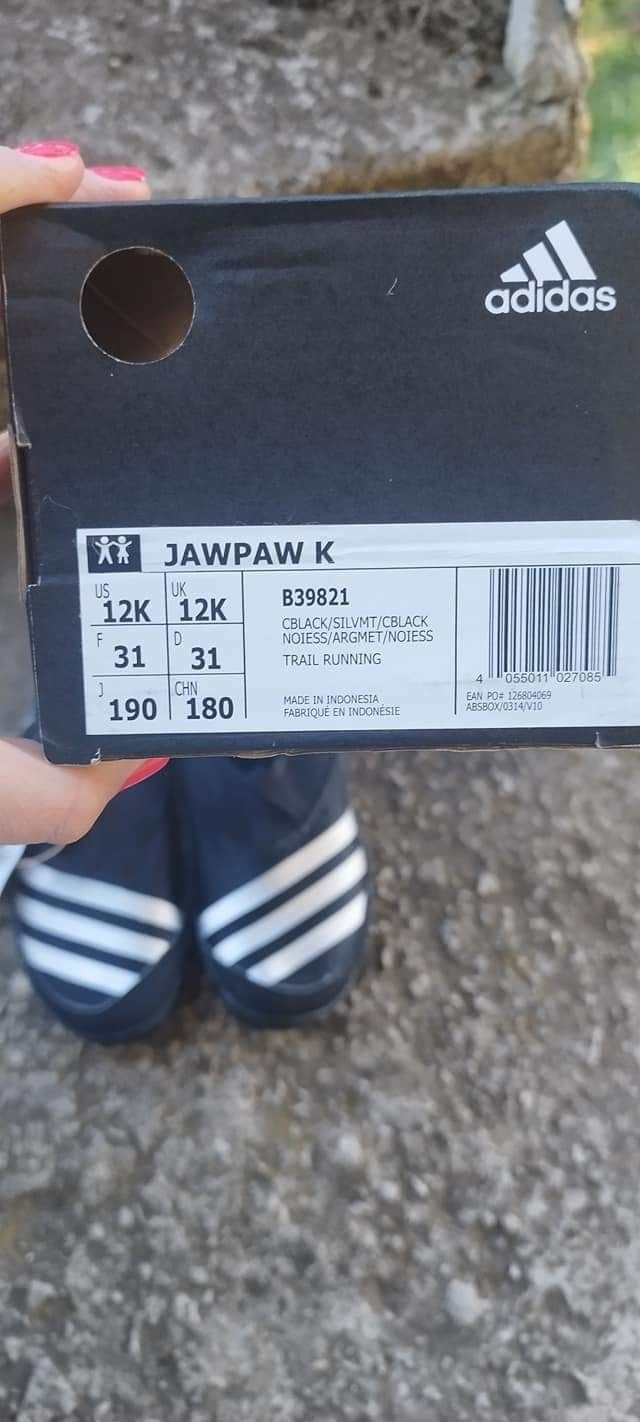 adidas
JAWPAW K
US 12K UK 12K
F 31 D 31
J 190 CHN 180
B39821
CBLACK/SILVMT/CBLACK
NOIESS/ARGMET/NOIESS
TRAIL RUNNING
MADE IN INDONESIA
FABRIQUÉ EN INDONÉSIE
4 055011 027085
EAN PO# 126804069
ABSBOX/0314/V10